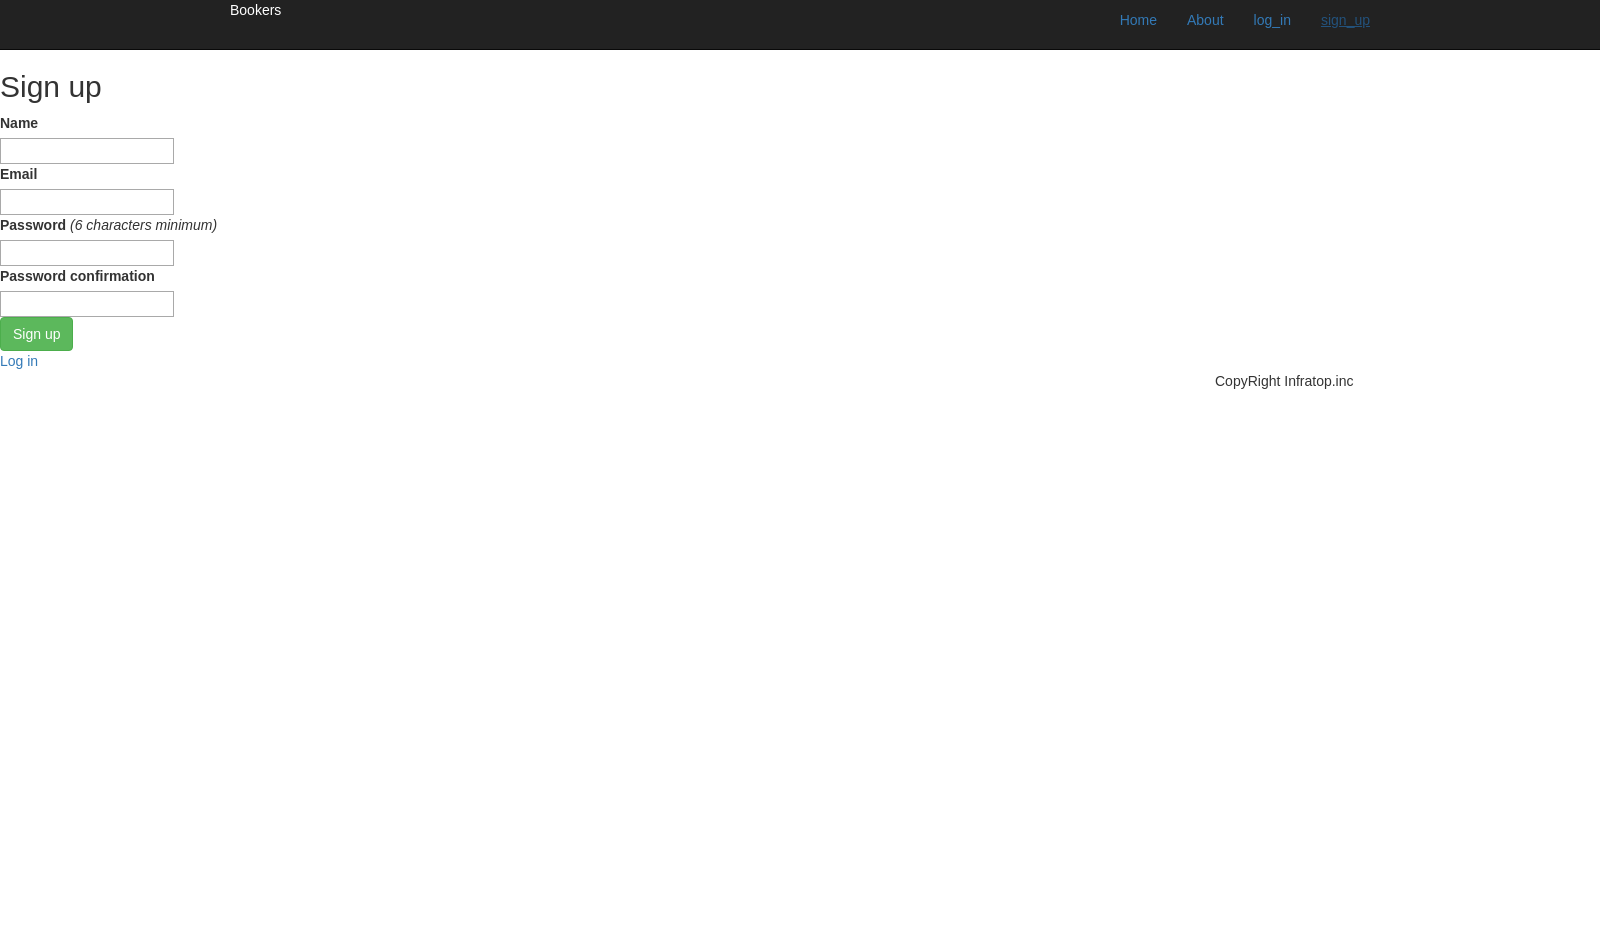 Bookers
Home About log_in sign_up
Sign up
Name
Email
Password (6 characters minimum)
Password confirmation
Sign up
Log in
CopyRight Infratop.inc